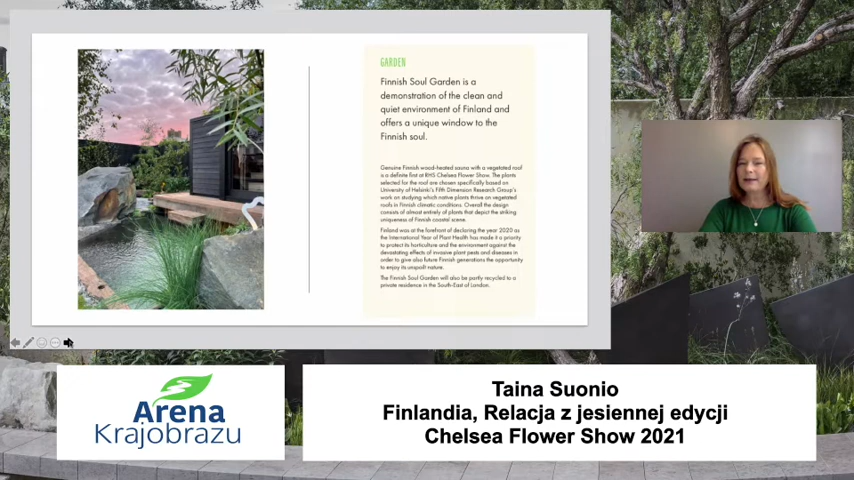 GARDEN
Finnish Soul Garden is a
demonstration of the clean and
quiet environment of Finland and
offers a unique window to the
Finnish soul.
Genuine Finnish wood-heated sauna with a vegetated roof
is a definite first at RHS Chelsea Flower Show. The plants
selected for the roof are chosen specifically based on
University of Helsinki's Fifth Dimension Research Group's
work on studying which native plants thrive on vegetated
roofs in Finnish climatic conditions. Overall the design
consists of almost entirely of plants that depict the striking
uniqueness of Finnish coastal scene.
Finland was at the forefront of declaring the year 2020 as
the International Year of Plant Health has made it a priority
to protect its horticulture and the environment against the
devastating effects of invasive plant pests and diseases in
order to give also future Finnish generations the opportunity
to enjoy its unspoilt nature.
The Finnish Soul Garden will also be partly recycled to a
private residence in the South-East of London.
Arena
Krajobrazu
Taina Suonio
Finlandia, Relacja z jesiennej edycji
Chelsea Flower Show 2021